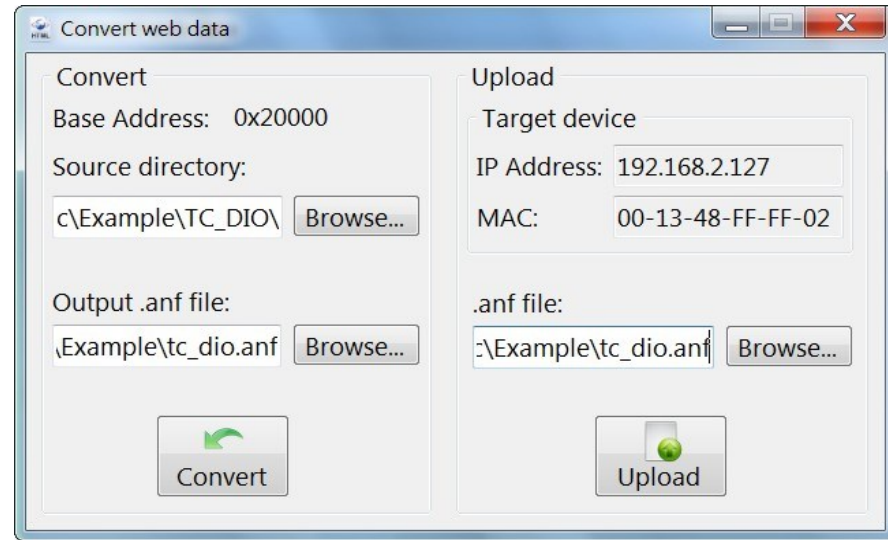 Convert web data
Convert
Base Address: 0x20000
Source directory:
c\Example\TC_DIO\ Browse...
Output .anf file:
\Example\tc_dio.anf Browse...
Convert
Upload
Target device
IP Address: 192.168.2.127
MAC: 00-13-48-FF-FF-02
.anf file:
c\Example\tc_dio.anf Browse...
Upload